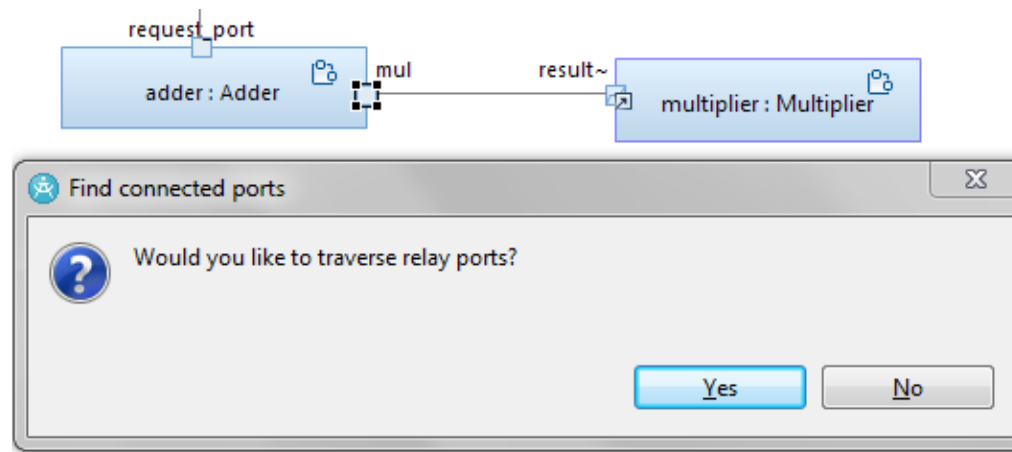 request_port
adder : Adder
mul
result~
multiplier : Multiplier
Find connected ports
Would you like to traverse relay ports?
Yes
No